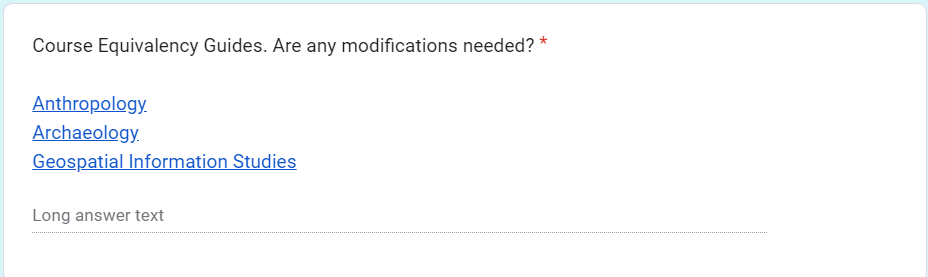 Course Equivalency Guides. Are any modifications needed? *
Anthropology
Archaeology
Geospatial Information Studies
Long answer text